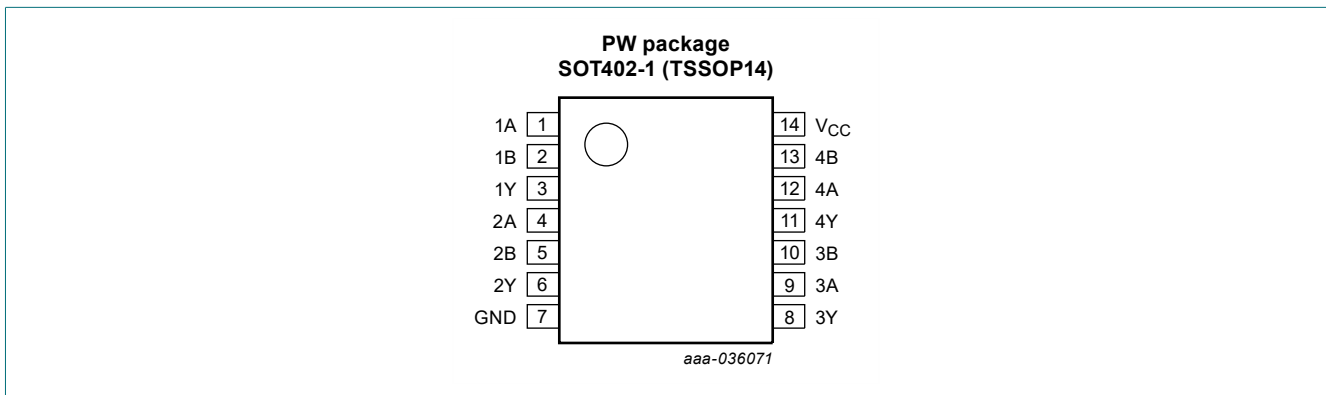 PW package
SOT402-1 (TSSOP14)
1A 1 14 VCC
1B 2 13 4B
1Y 3 12 4A
2A 4 11 4Y
2B 5 10 3B
2Y 6 9 3A
GND 7 8 3Y
aaa-036071